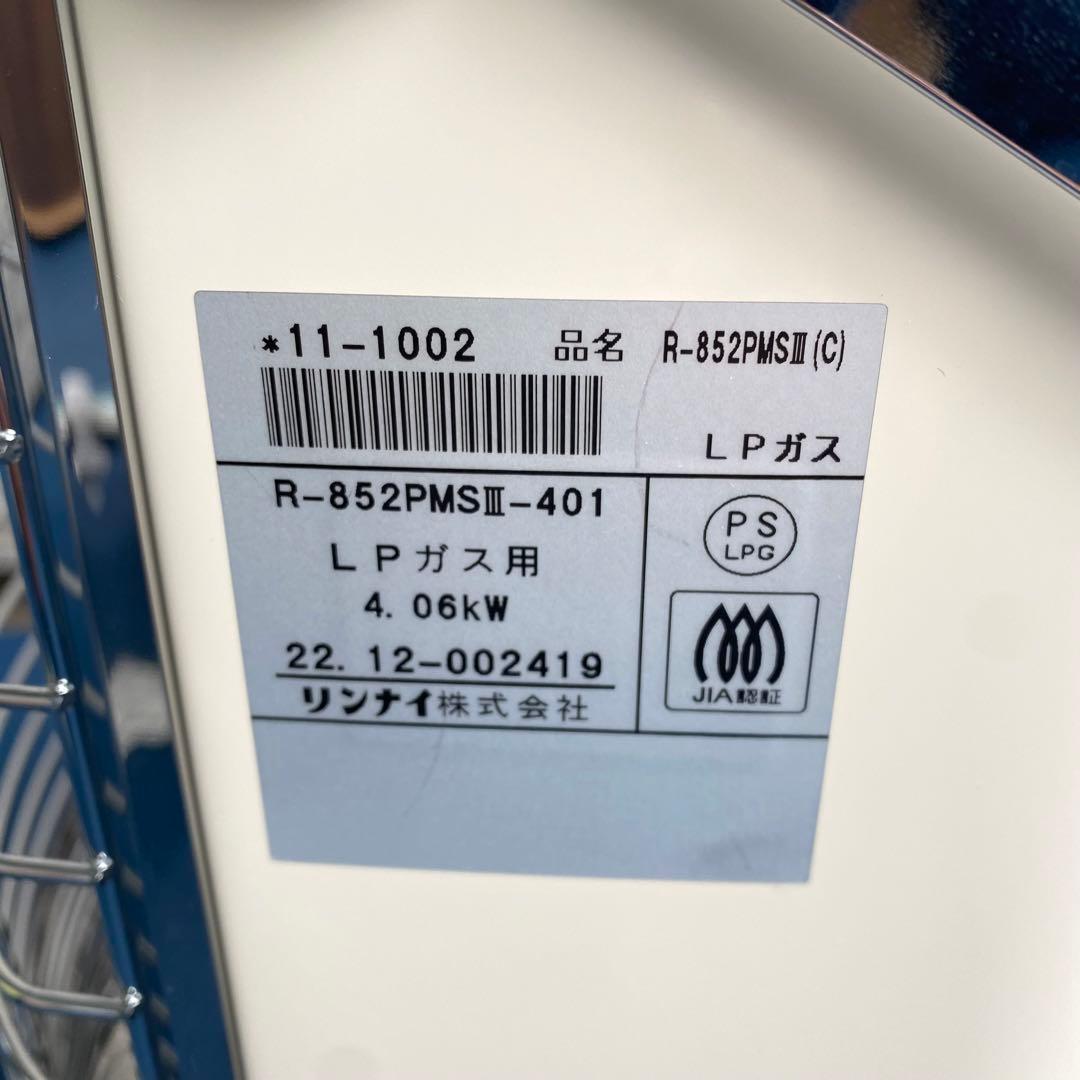 *11-1002 品名 R-852PMSⅢ(C)
LPガス
R-852PMSⅢ-401
LPガス用
4.06kW
22.12-002419
リンナイ株式会社
PS
LPG
JIA認証